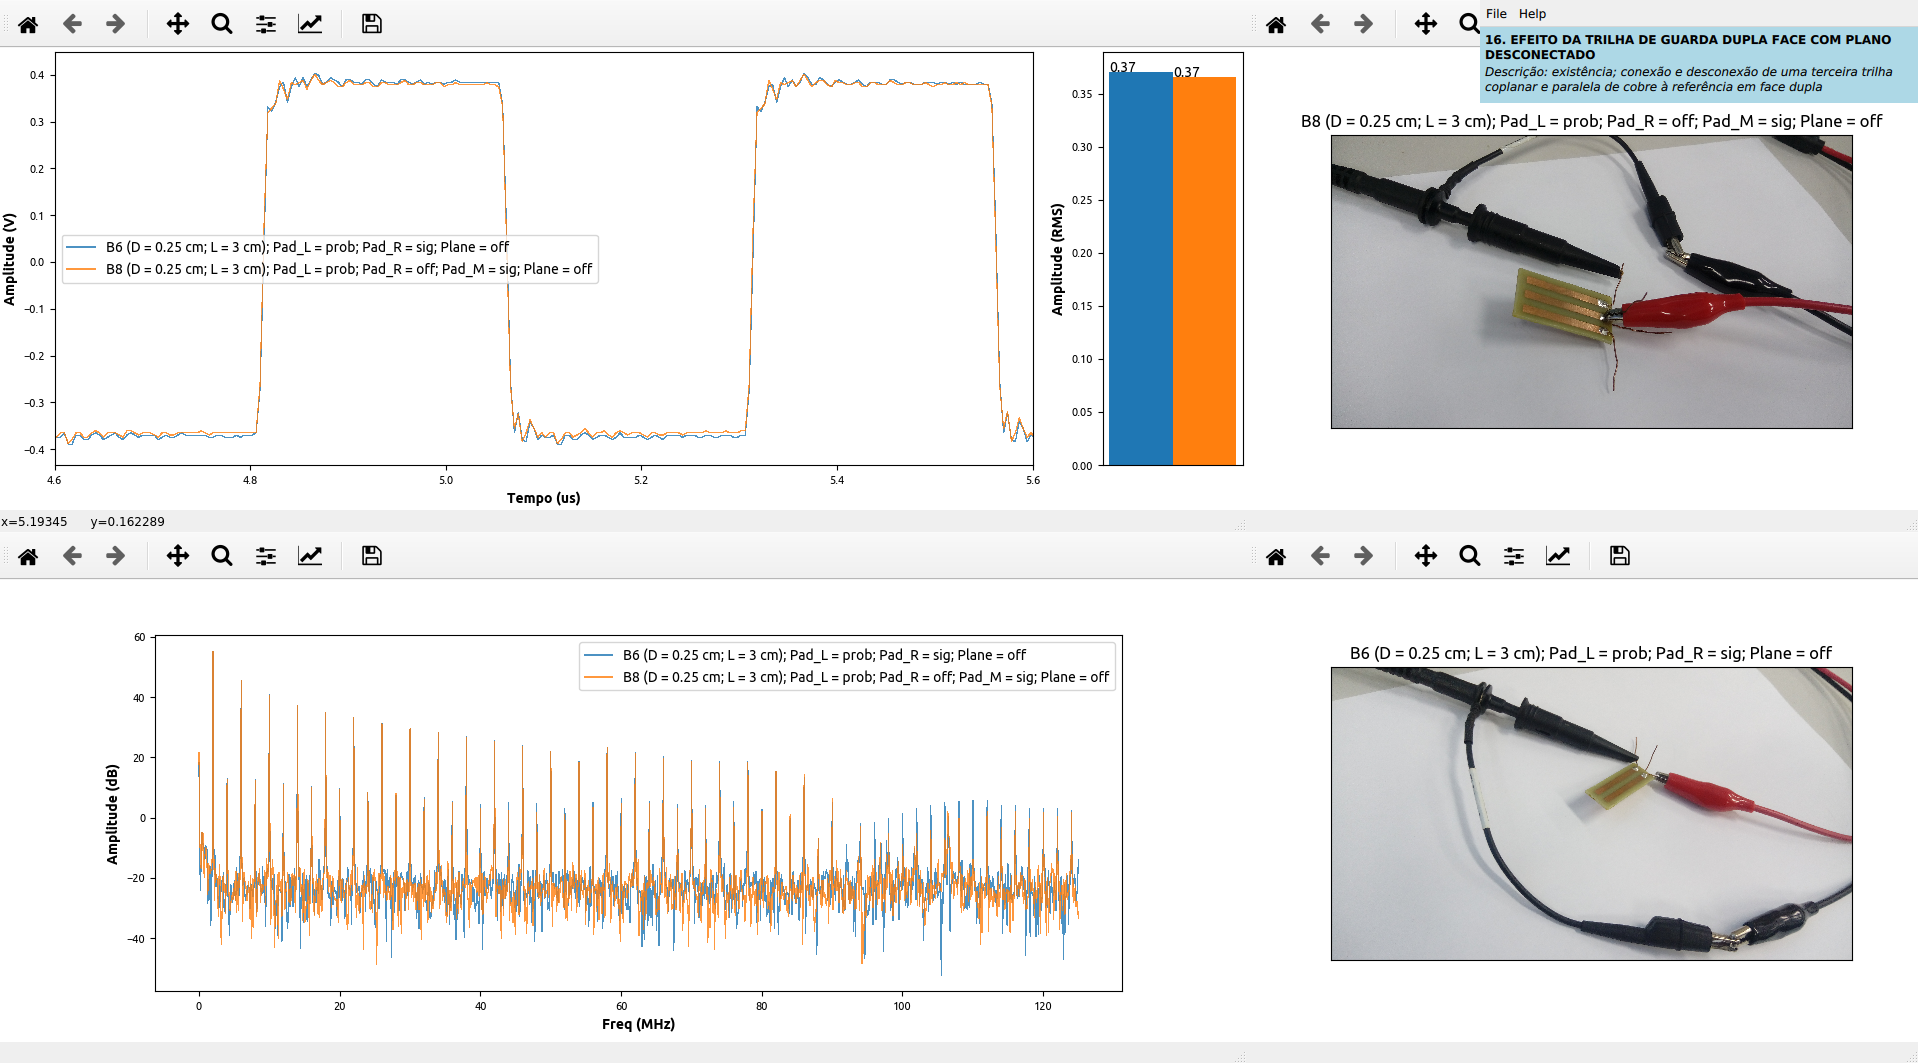 File Help
16. EFEITO DA TRILHA DE GUARDA DUPLA FACE COM PLANO
DESCONECTADO
Descrição: existência; conexão e desconexão de uma terceira trilha
coplanar e paralela de cobre à referência em face dupla
0.4
0.3
0.2
0.1
0.0
−0.1
−0.2
−0.3
−0.4
Amplitude (V)
B6 (D = 0.25 cm; L = 3 cm); Pad_L = prob; Pad_R = sig; Plane = off
B8 (D = 0.25 cm; L = 3 cm); Pad_L = prob; Pad_R = off; Pad_M = sig; Plane = off
4.6 4.8 5.0 5.2 5.4 5.6
Tempo (us)
0.37 0.37
0.35
0.30
0.25
0.20
0.15
0.10
0.05
0.00
Amplitude (RMS)
B8 (D = 0.25 cm; L = 3 cm); Pad_L = prob; Pad_R = off; Pad_M = sig; Plane = off
x=5.19345 y=0.162289
60
40
20
0
−20
−40
Amplitude (dB)
B6 (D = 0.25 cm; L = 3 cm); Pad_L = prob; Pad_R = sig; Plane = off
B8 (D = 0.25 cm; L = 3 cm); Pad_L = prob; Pad_R = off; Pad_M = sig; Plane = off
0 20 40 60 80 100 120
Freq (MHz)
B6 (D = 0.25 cm; L = 3 cm); Pad_L = prob; Pad_R = sig; Plane = off